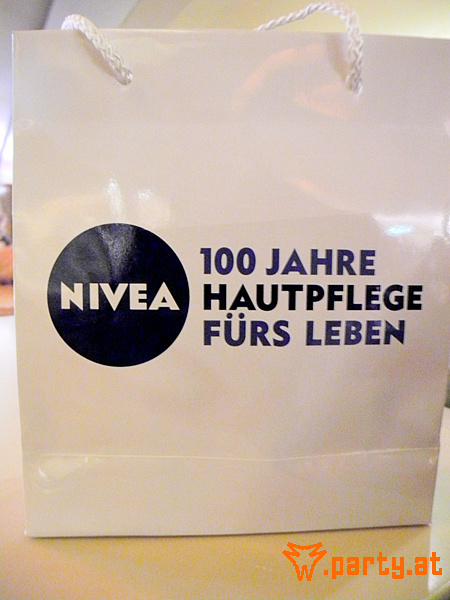 NIVEA
100 JAHRE
HAUTPFLEGE
FÜRS LEBEN
.party.at